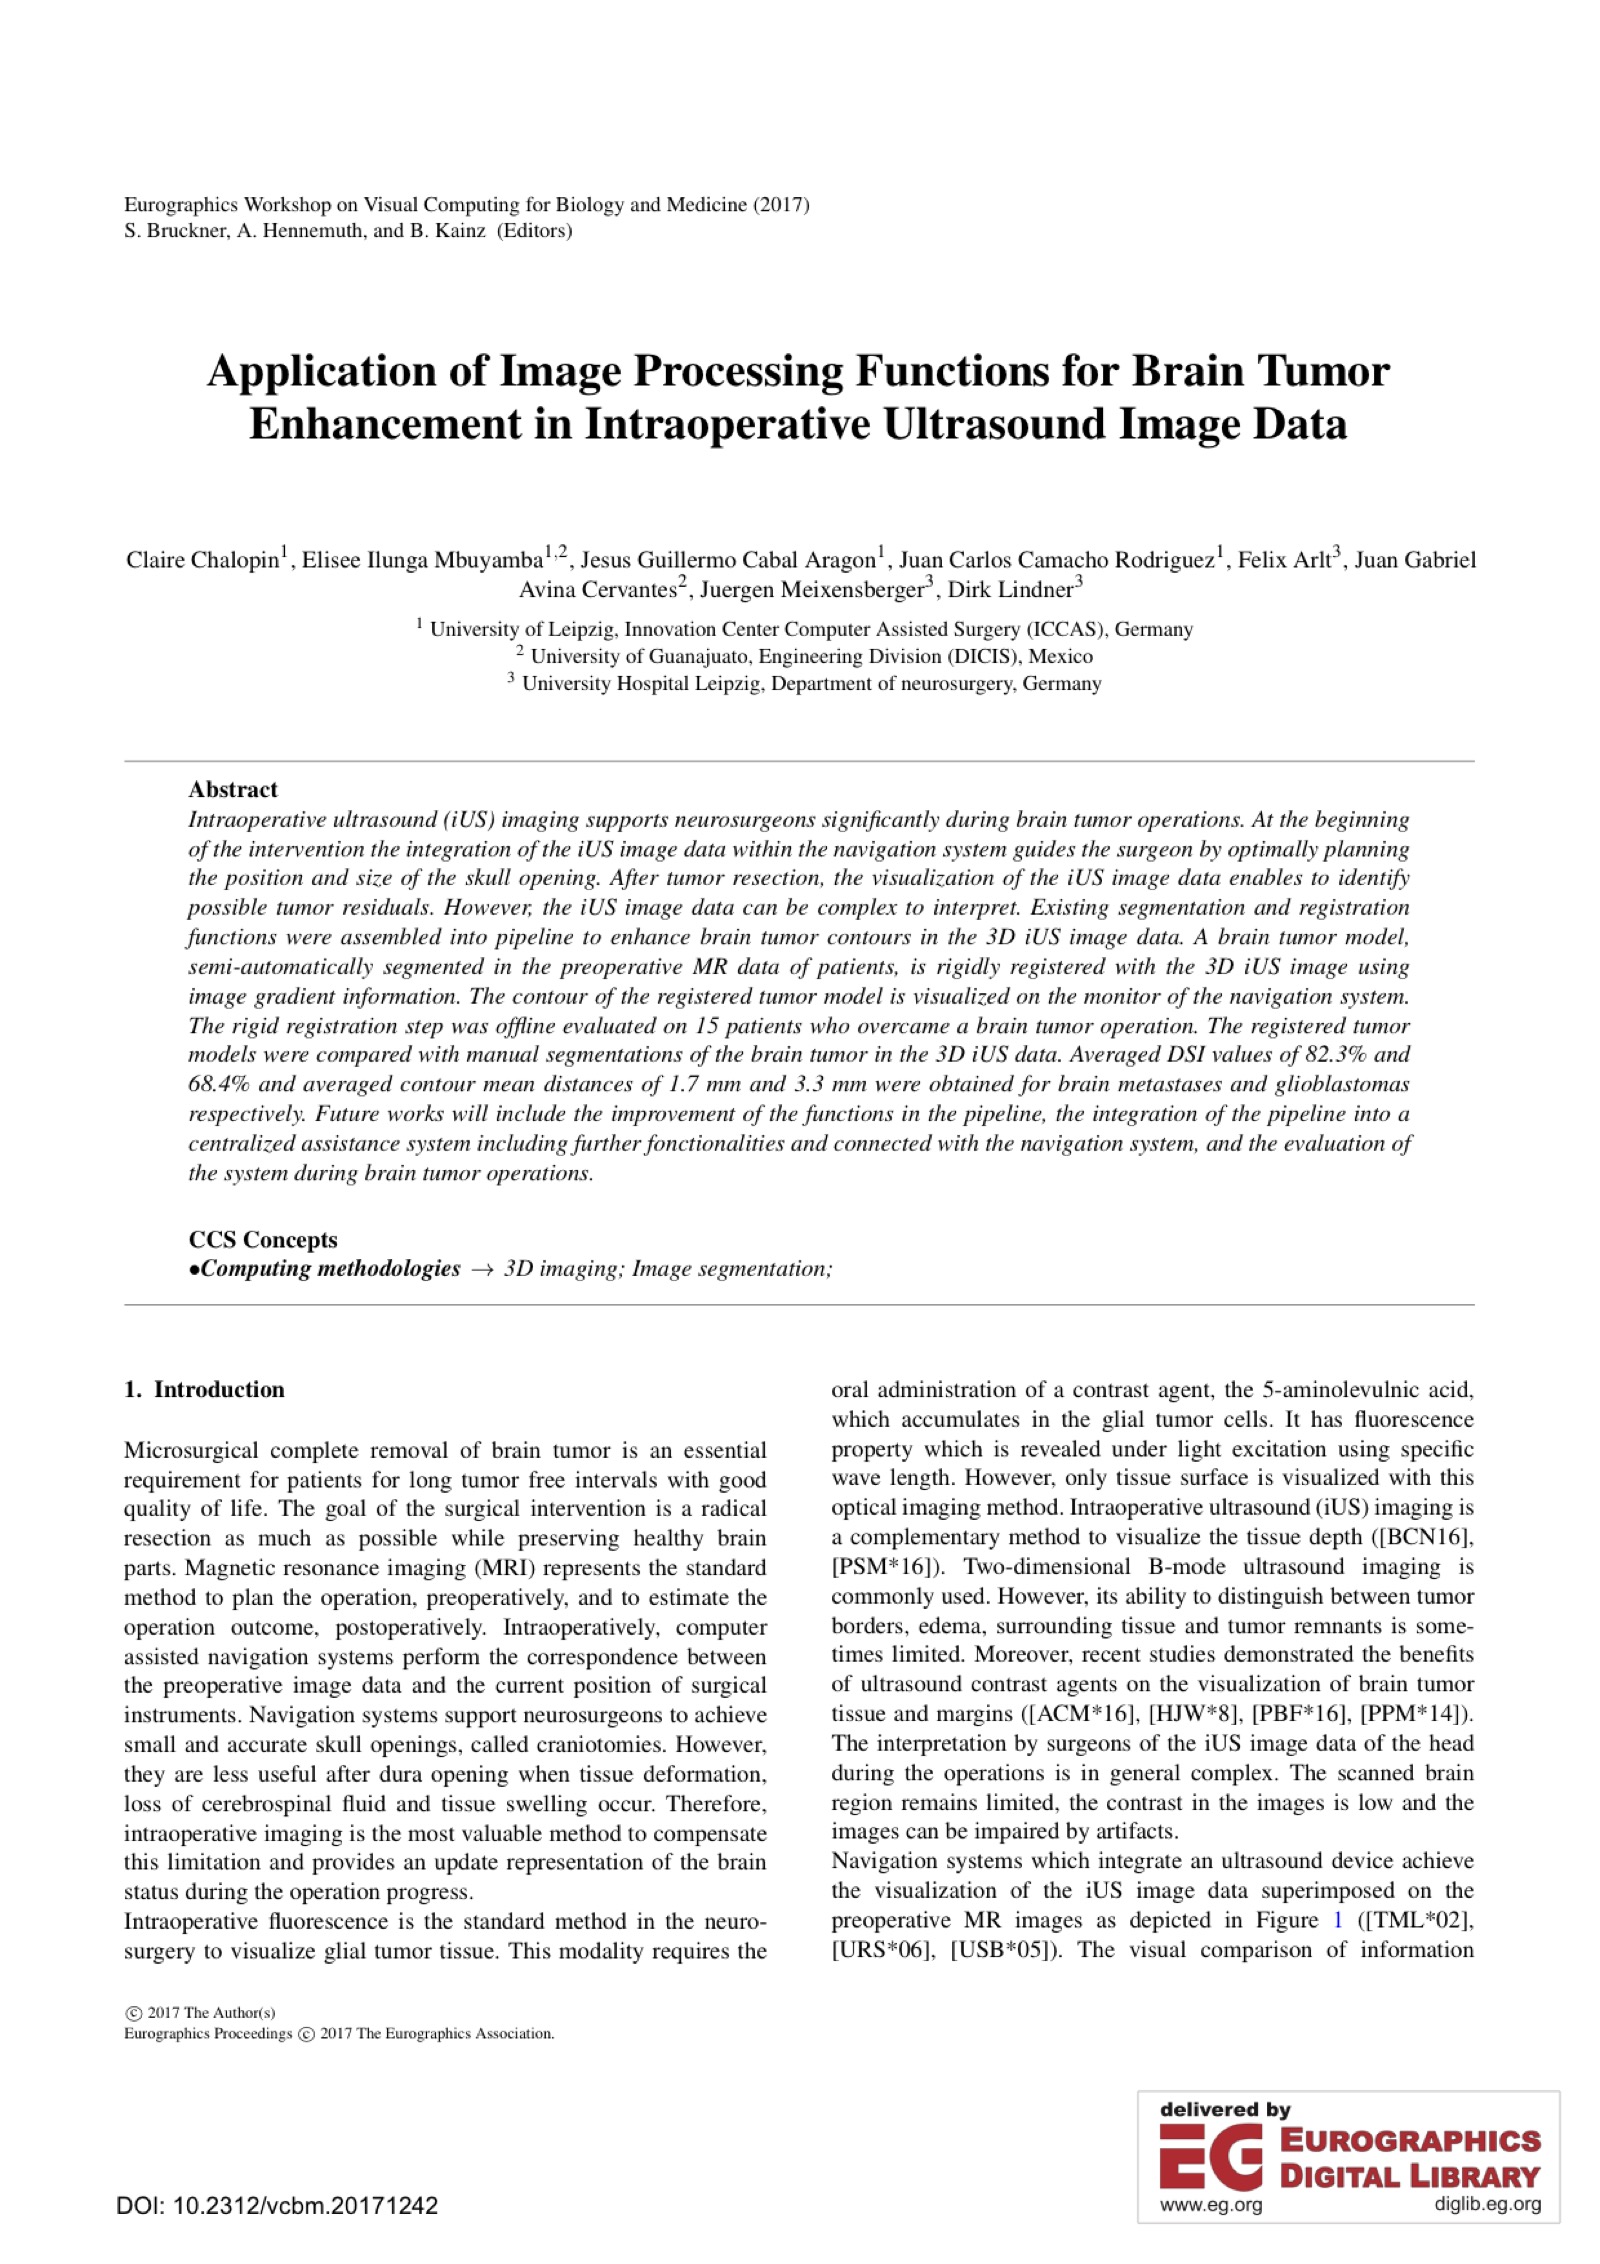 Eurographics Workshop on Visual Computing for Biology and Medicine (2017)
S. Bruckner, A. Hennemuth, and B. Kainz (Editors)
Application of Image Processing Functions for Brain Tumor
Enhancement in Intraoperative Ultrasound Image Data
Claire Chalopin1, Elisee Ilunga Mbuyamba1,2, Jesus Guillermo Cabal Aragon1, Juan Carlos Camacho Rodriguez1, Felix Arlt3, Juan Gabriel
Avina Cervantes2, Juergen Meixensberger3, Dirk Lindner3
1 University of Leipzig, Innovation Center Computer Assisted Surgery (ICCAS), Germany
2 University of Guanajuato, Engineering Division (DICIS), Mexico
3 University Hospital Leipzig, Department of neurosurgery, Germany
Abstract
Intraoperative ultrasound (iUS) imaging supports neurosurgeons significantly during brain tumor operations. At the beginning
of the intervention the integration of the iUS image data within the navigation system guides the surgeon by optimally planning
the position and size of the skull opening. After tumor resection, the visualization of the iUS image data enables to identify
possible tumor residuals. However, the iUS image data can be complex to interpret. Existing segmentation and registration
functions were assembled into pipeline to enhance brain tumor contours in the 3D iUS image data. A brain tumor model,
semi-automatically segmented in the preoperative MR data of patients, is rigidly registered with the 3D iUS image using
image gradient information. The contour of the registered tumor model is visualized on the monitor of the navigation system.
The rigid registration step was offline evaluated on 15 patients who overcame a brain tumor operation. The registered tumor
models were compared with manual segmentations of the brain tumor in the 3D iUS data. Averaged DSI values of 82.3% and
68.4% and averaged contour mean distances of 1.7 mm and 3.3 mm were obtained for brain metastases and glioblastomas
respectively. Future works will include the improvement of the functions in the pipeline, the integration of the pipeline into a
centralized assistance system including further fonctionalities and connected with the navigation system, and the evaluation of
the system during brain tumor operations.
CCS Concepts
•Computing methodologies → 3D imaging; Image segmentation;
1. Introduction
Microsurgical complete removal of brain tumor is an essential
requirement for patients for long tumor free intervals with good
quality of life. The goal of the surgical intervention is a radical
resection as much as possible while preserving healthy brain
parts. Magnetic resonance imaging (MRI) represents the standard
method to plan the operation, preoperatively, and to estimate the
operation outcome, postoperatively. Intraoperatively, computer
assisted navigation systems perform the correspondence between
the preoperative image data and the current position of surgical
instruments. Navigation systems support neurosurgeons to achieve
small and accurate skull openings, called craniotomies. However,
they are less useful after dura opening when tissue deformation,
loss of cerebrospinal fluid and tissue swelling occur. Therefore,
intraoperative imaging is the most valuable method to compensate
this limitation and provides an update representation of the brain
status during the operation progress.
Intraoperative fluorescence is the standard method in the neuro-
surgery to visualize glial tumor tissue. This modality requires the
oral administration of a contrast agent, the 5-aminolevulnic acid,
which accumulates in the glial tumor cells. It has fluorescence
property which is revealed under light excitation using specific
wave length. However, only tissue surface is visualized with this
optical imaging method. Intraoperative ultrasound (iUS) imaging is
a complementary method to visualize the tissue depth ([BCN16],
[PSM*16]). Two-dimensional B-mode ultrasound imaging is
commonly used. However, its ability to distinguish between tumor
borders, edema, surrounding tissue and tumor remnants is some-
times limited. Moreover, recent studies demonstrated the benefits
of ultrasound contrast agents on the visualization of brain tumor
tissue and margins ([ACM*16], [HJW*8], [PBF*16], [PPM*14]).
The interpretation by surgeons of the iUS image data of the head
during the operations is in general complex. The scanned brain
region remains limited, the contrast in the images is low and the
images can be impaired by artifacts.
Navigation systems which integrate an ultrasound device achieve
the visualization of the iUS image data superimposed on the
preoperative MR images as depicted in Figure 1 ([TML*02],
[URS*06], [USB*05]). The visual comparison of information
© 2017 The Author(s)
Eurographics Proceedings © 2017 The Eurographics Association.
DOI: 10.2312/vcbm.20171242
delivered by
EG EUROGRAPHICS
DIGITAL LIBRARY
www.eg.org diglib.eg.org